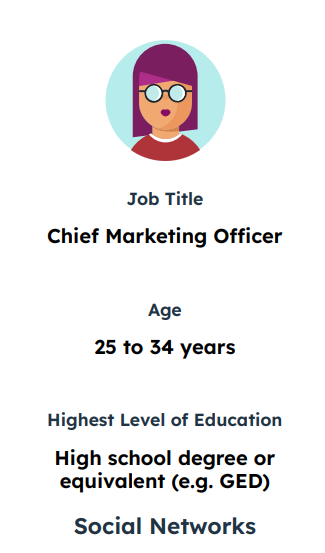 Job Title
Chief Marketing Officer
Age
25 to 34 years
Highest Level of Education
High school degree or
equivalent (e.g. GED)
Social Networks